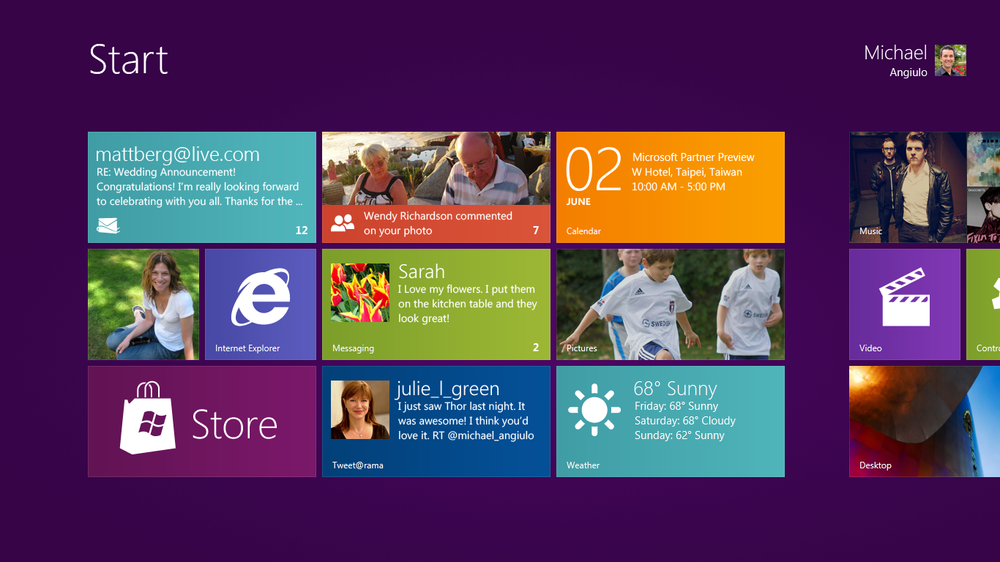 Start
Michael
Angiulo
mattberg@live.com
RE: Wedding Announcement!
Congratulations! I'm really looking forward
to celebrating with you all. Thanks for the ...
12
Wendy Richardson commented
on your photo
7
02
JUNE
Microsoft Partner Preview
W Hotel, Taipei, Taiwan
10:00 AM - 5:00 PM
Calendar
Music
Internet Explorer
Sarah
I Love my flowers. I put them
on the kitchen table and they
look great!
Messaging
2
SWEDISH
Pictures
Video
Contro
Store
julie_l_green
I just saw Thor last night. It
was awesome! I think you'd
love it. RT @michael_angiulo
Tweet@rama
68° Sunny
Friday: 68° Sunny
Saturday: 68° Cloudy
Sunday: 62° Sunny
Weather
Desktop